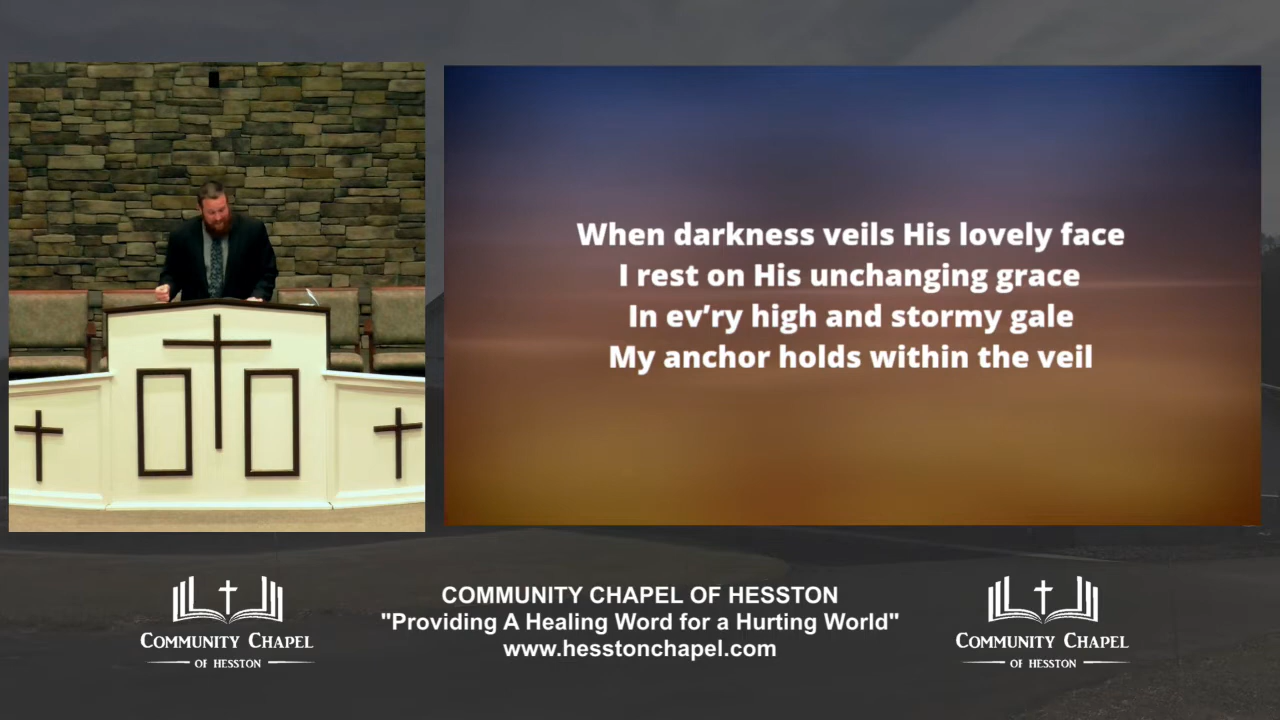 When darkness veils His lovely face
I rest on His unchanging grace
In ev’ry high and stormy gale
My anchor holds within the veil
COMMUNITY CHAPEL
OF HESSTON
COMMUNITY CHAPEL OF HESSTON
"Providing A Healing Word for a Hurting World"
www.hesstonchapel.com
COMMUNITY CHAPEL
OF HESSTON